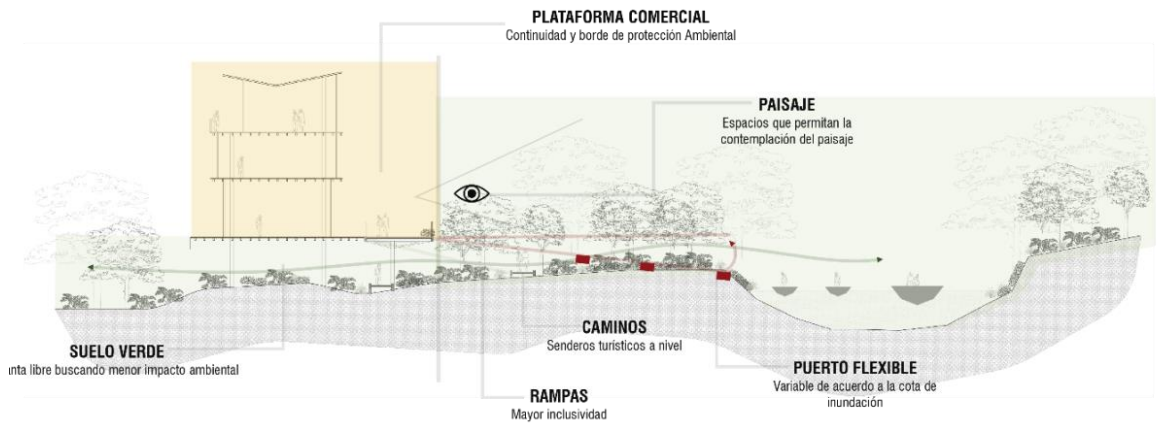 PLATAFORMA COMERCIAL
Continuidad y borde de protección Ambiental
PAISAJE
Espacios que permitan la
contemplación del paisaje
CAMINOS
Senderos turísticos a nivel
SUELO VERDE
nta libre buscando menor impacto ambiental
PUERTO FLEXIBLE
Variable de acuerdo a la cota de
inundación
RAMPAS
Mayor inclusividad